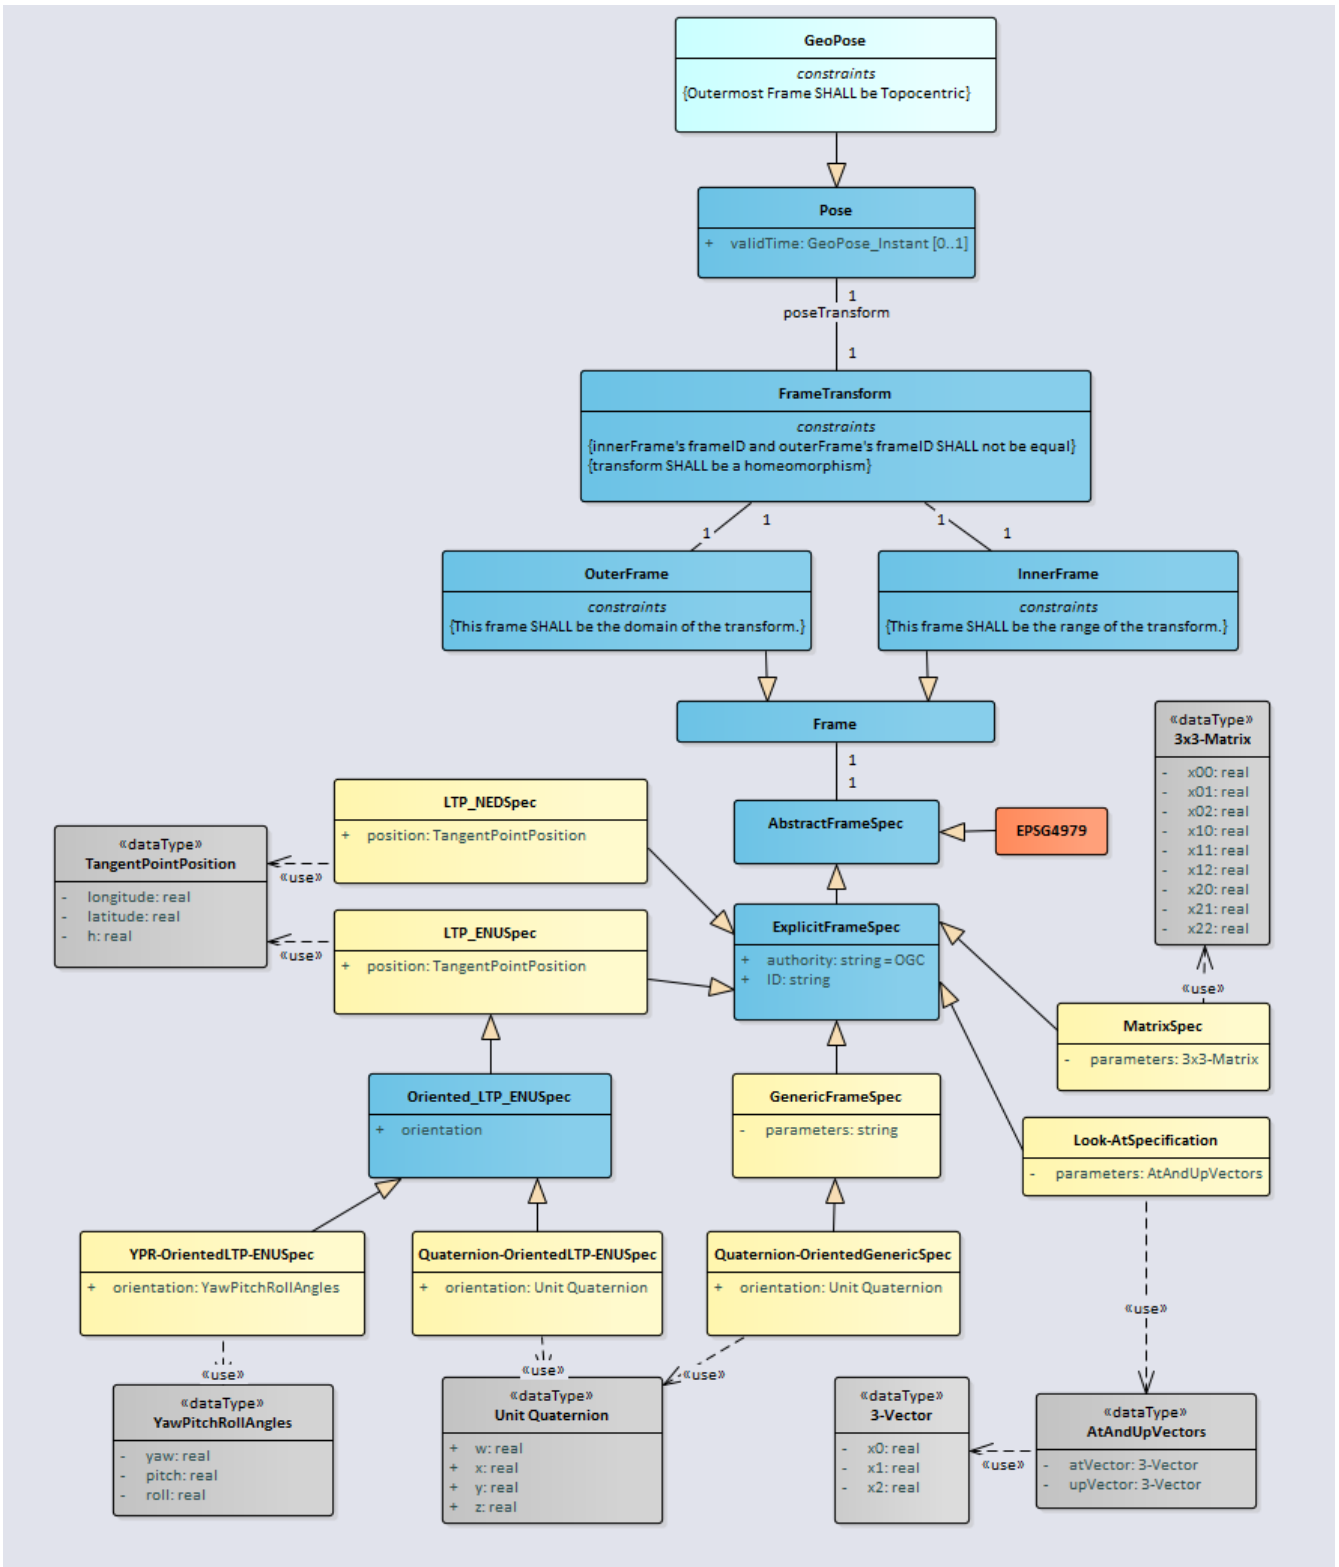 GeoPose
constraints
{Outermost Frame SHALL be Topocentric}
Pose
+ validTime: GeoPose_Instant [0..1]
1
poseTransform
1
FrameTransform
constraints
{innerFrame's frameID and outerFrame's frameID SHALL not be equal}
{transform SHALL be a homeomorphism}
1
1
1
1
OuterFrame
constraints
{This frame SHALL be the domain of the transform.}
InnerFrame
constraints
{This frame SHALL be the range of the transform.}
Frame
1
1
«dataType»
3x3-Matrix
- x00: real
- x01: real
- x02: real
- x10: real
- x11: real
- x12: real
- x20: real
- x21: real
- x22: real
«use»
LTP_NEDSpec
+ position: TangentPointPosition
AbstractFrameSpec
EPSG4979
«dataType»
TangentPointPosition
- longitude: real
- latitude: real
- h: real
«use»
«use»
LTP_ENUSpec
+ position: TangentPointPosition
ExplicitFrameSpec
+ authority: string = OGC
+ ID: string
MatrixSpec
- parameters: 3x3-Matrix
Oriented_LTP_ENUSpec
+ orientation
GenericFrameSpec
- parameters: string
Look-AtSpecification
- parameters: AtAndUpVectors
YPR-OrientedLTP-ENUSpec
+ orientation: YawPitchRollAngles
Quaternion-OrientedLTP-ENUSpec
+ orientation: Unit Quaternion
Quaternion-OrientedGenericSpec
+ orientation: Unit Quaternion
«use»
«use»
«use»
«use»
«dataType»
YawPitchRollAngles
- yaw: real
- pitch: real
- roll: real
«dataType»
Unit Quaternion
+ w: real
+ x: real
+ y: real
+ z: real
«dataType»
3-Vector
- x0: real
- x1: real
- x2: real
«use»
«dataType»
AtAndUpVectors
- atVector: 3-Vector
- upVector: 3-Vector